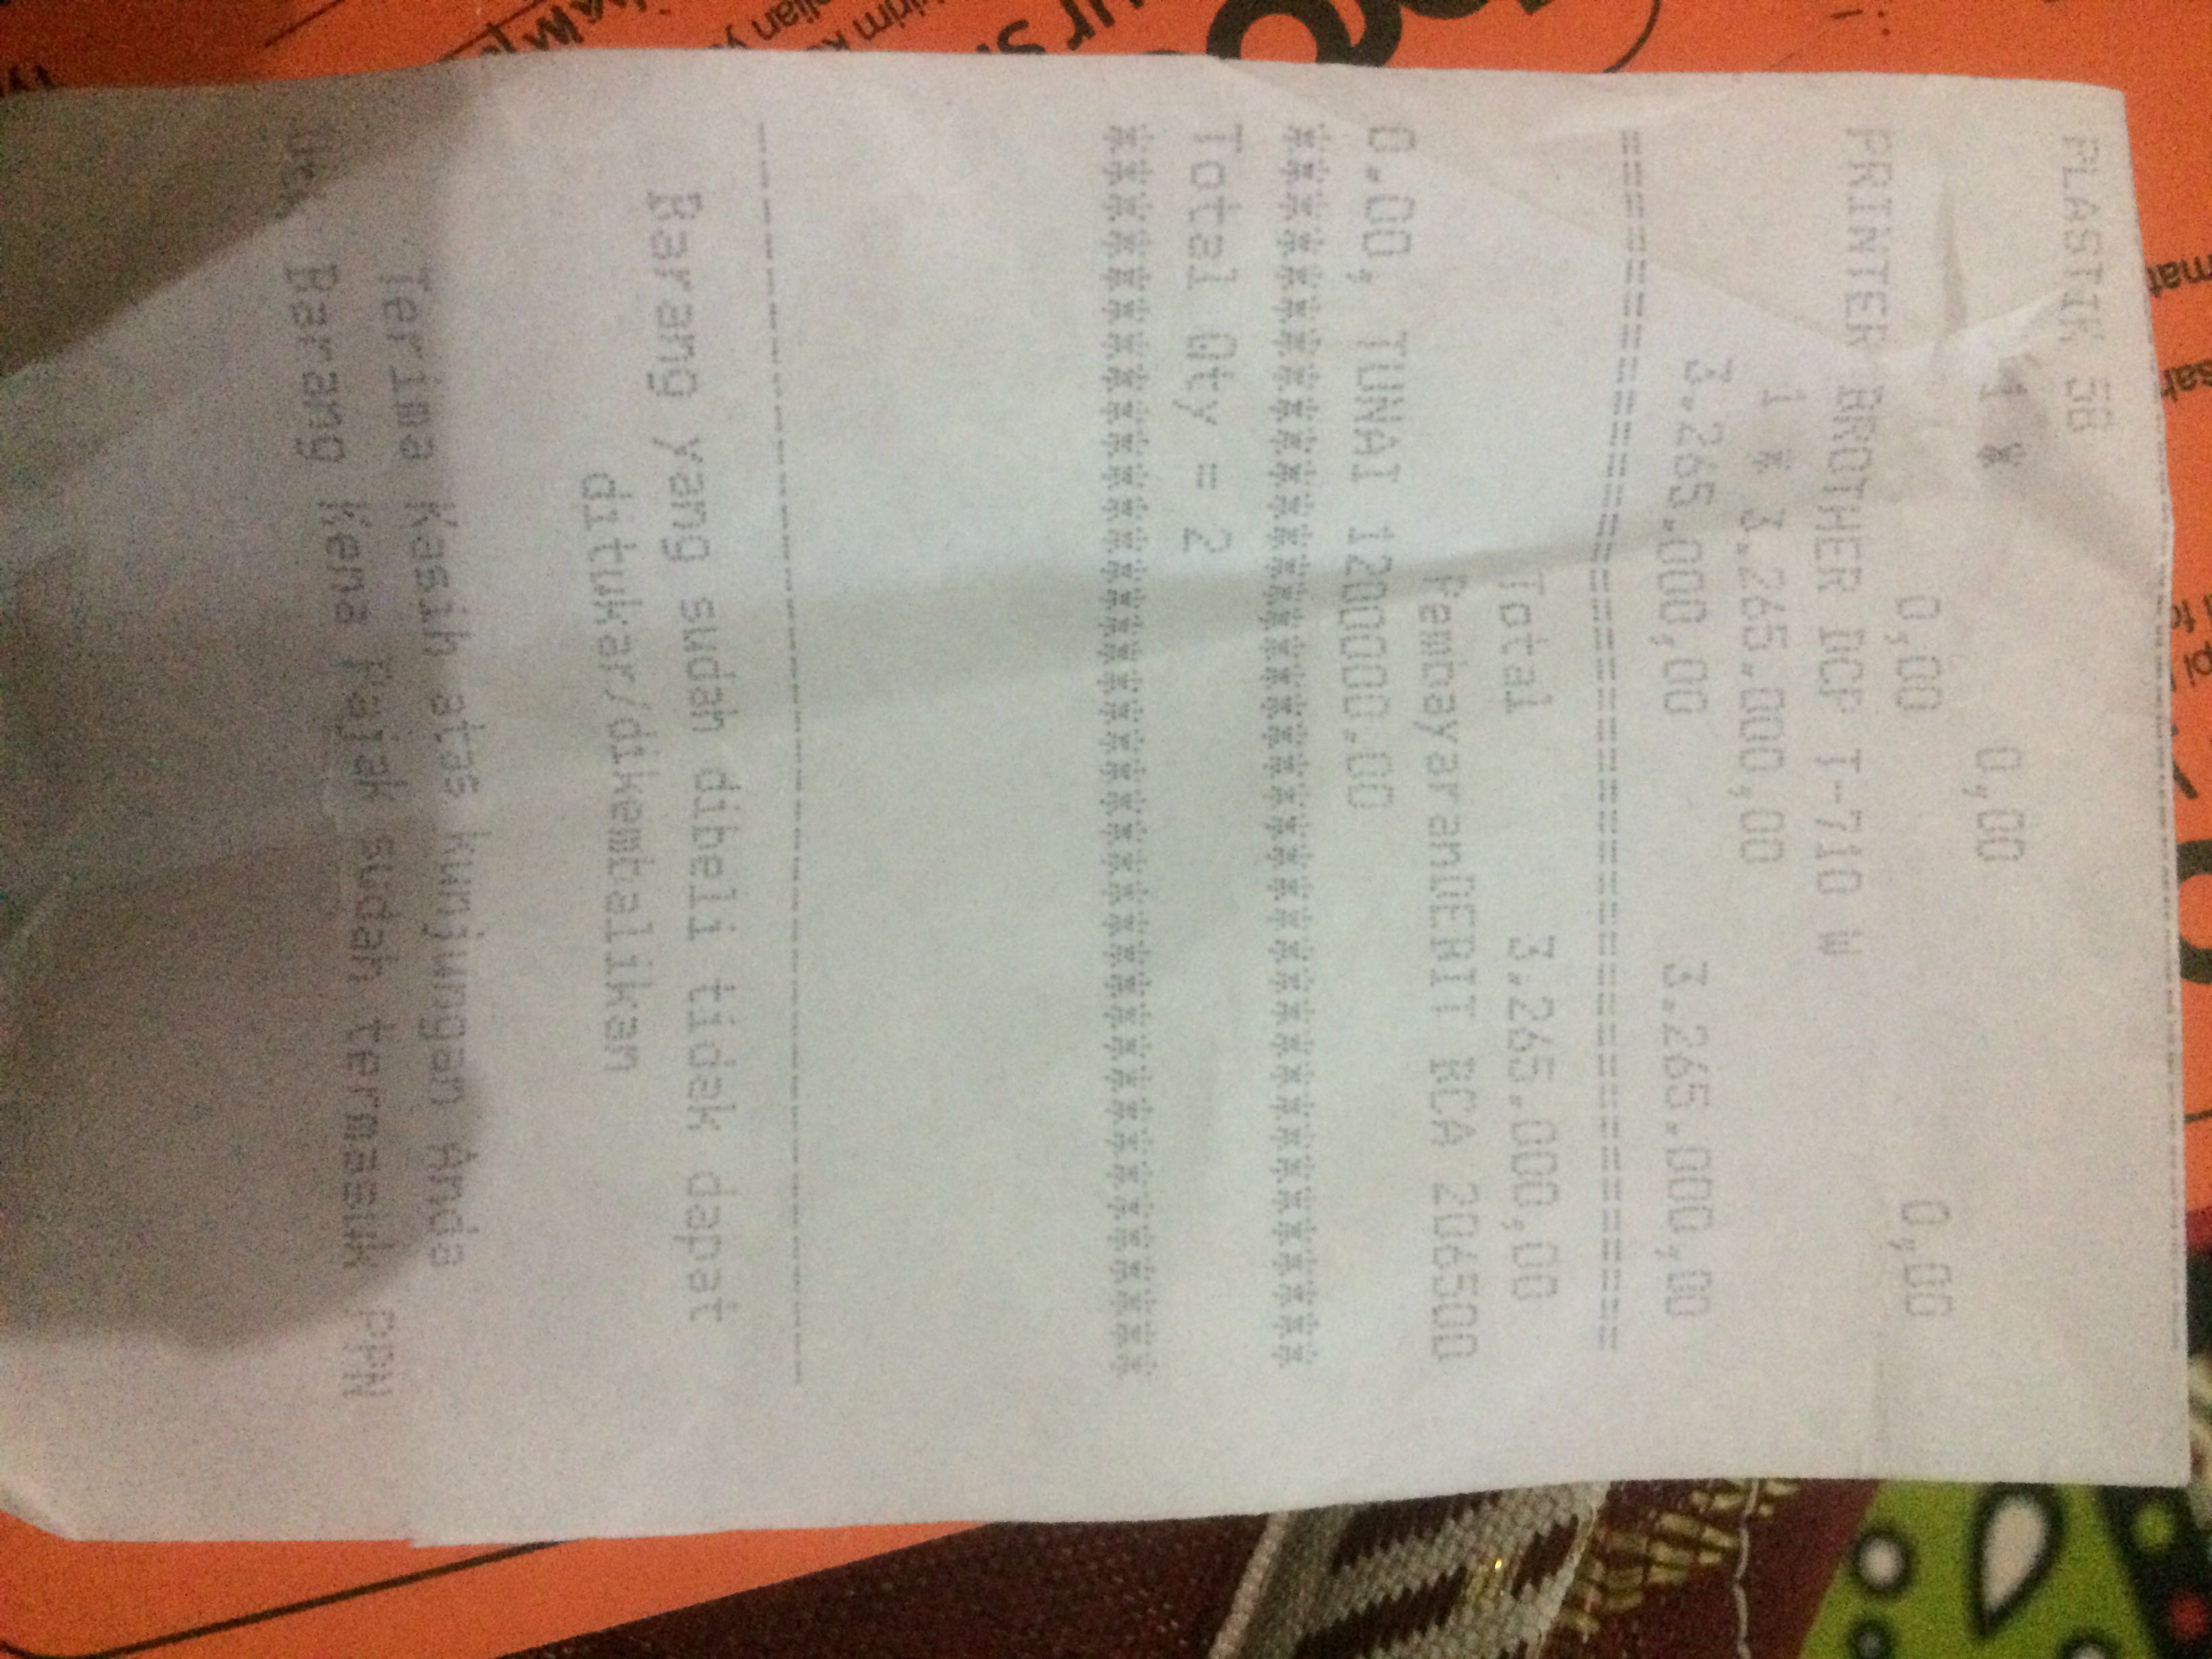 PLASTIK 58
1 * 0,00
0,00 0,00
PRINTER BROTHER DCP T-710 W
1 * 3.265.000,00
3.265.000,00 3.265.000,00
================================
Total 3.265.000,00
PembayaranDEBIT BCA 206500
0.00, TUNAI 1200000.00
************************************
Total Qty = 2
************************************
Barang yang sudah dibeli tidak dapat
ditukar/dikembalikan
Terima Kasih atas kunjungan Anda
Barang Kena Pajak sudah termasuk PPN